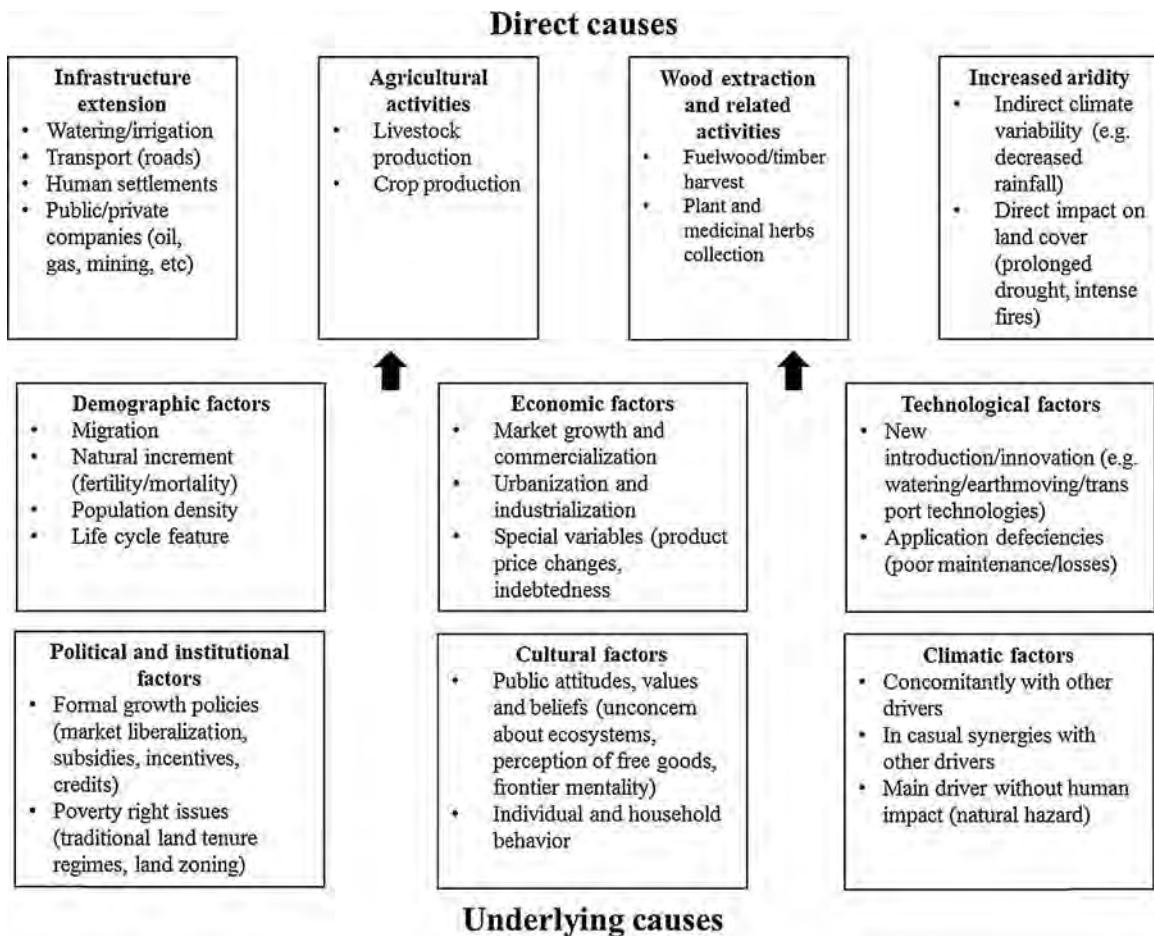 Direct causes
Infrastructure
extension
• Watering/irrigation
• Transport (roads)
• Human settlements
• Public/private
companies (oil,
gas, mining, etc)
Agricultural
activities
• Livestock
production
• Crop production
Wood extraction
and related
activities
• Fuelwood/timber
harvest
• Plant and
medicinal herbs
collection
Increased aridity
• Indirect climate
variability (e.g.
decreased
rainfall)
• Direct impact on
land cover
(prolonged
drought, intense
fires)
Demographic factors
• Migration
• Natural increment
(fertility/mortality)
• Population density
• Life cycle feature
Economic factors
• Market growth and
commercialization
• Urbanization and
industrialization
• Special variables (product
price changes,
indebtedness
Technological factors
• New
introduction/innovation (e.g.
watering/earthmoving/trans
port technologies)
• Application defeciencies
(poor maintenance/losses)
Political and institutional
factors
• Formal growth policies
(market liberalization,
subsidies, incentives,
credits)
• Poverty right issues
(traditional land tenure
regimes, land zoning)
Cultural factors
• Public attitudes, values
and beliefs (unconcern
about ecosystems,
perception of free goods,
frontier mentality)
• Individual and household
behavior
Climatic factors
• Concomitantly with other
drivers
• In casual synergies with
other drivers
• Main driver without human
impact (natural hazard)
Underlying causes